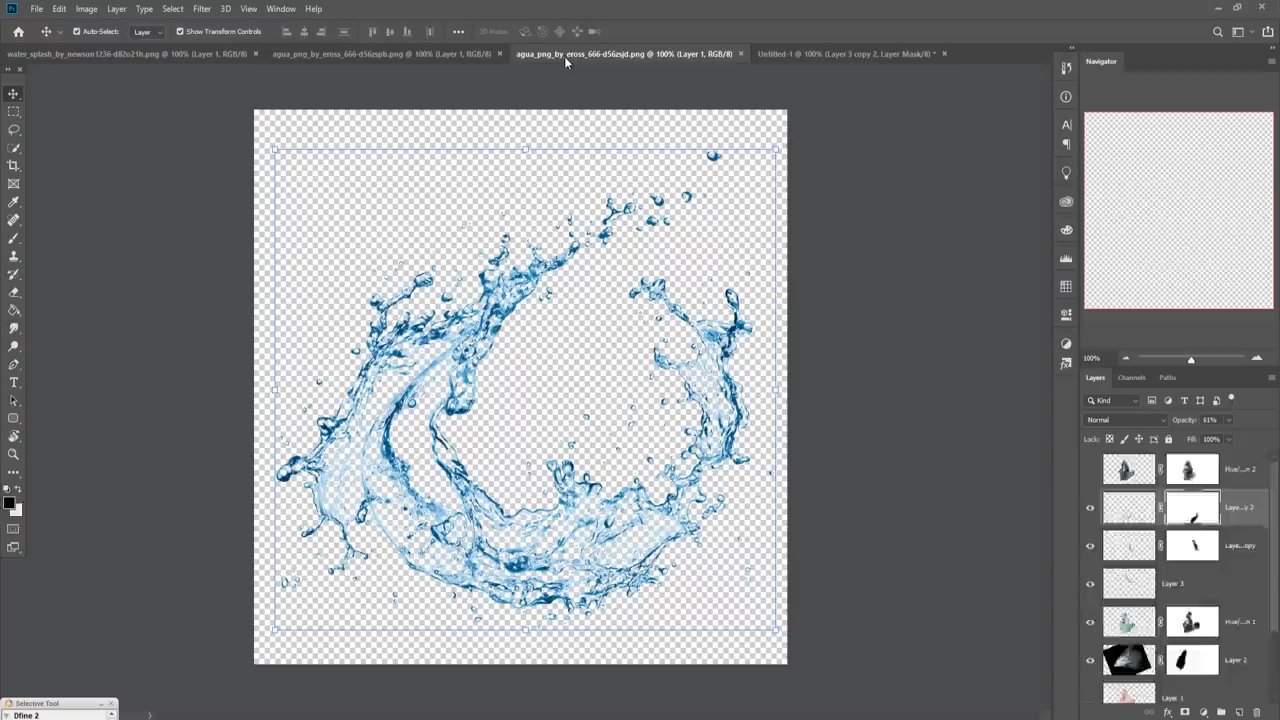 Ps File Edit Image Layer Type Select Filter 3D View Window Help
Auto-Select: Layer Show Transform Controls 3D Mode:
water_splash_by_newsun1236-d82o21h.png @ 100% (Layer 1, RGB/8) × agua_png_by_eross_666-d56zspb.png @ 100% (Layer 1, RGB/8) × agua_png_by_eross_666-d56zsjd.png @ 100% (Layer 1, RGB/8) × Untitled-1 @ 100% (Layer 3 copy 2, Layer Mask/8) * ×
Navigator
100%
Layers Channels Paths
Kind
Normal Opacity: 61%
Lock: Fill: 100%
Hue/...n 2
Laye...y 2
Laye...opy
Layer 3
Hue/...n 1
Layer 2
Layer 1
Selective Tool
Dfine 2